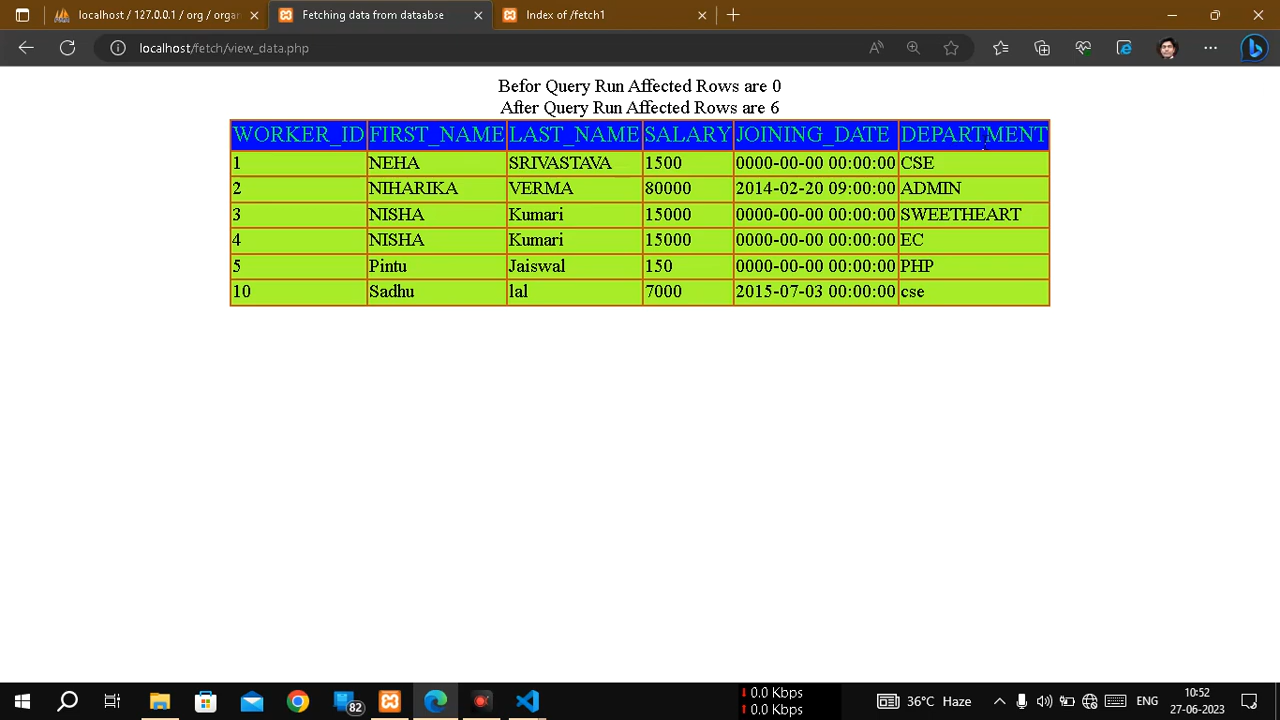 localhost / 127.0.0.1 / org / organ
Fetching data from dataabse
Index of /fetch1
localhost/fetch/view_data.php
Befor Query Run Affected Rows are 0
After Query Run Affected Rows are 6
WORKER_ID FIRST_NAME LAST_NAME SALARY JOINING_DATE DEPARTMENT
1 NEHA SRIVASTAVA 1500 0000-00-00 00:00:00 CSE
2 NIHARIKA VERMA 80000 2014-02-20 09:00:00 ADMIN
3 NISHA Kumari 15000 0000-00-00 00:00:00 SWEETHEART
4 NISHA Kumari 15000 0000-00-00 00:00:00 EC
5 Pintu Jaiswal 150 0000-00-00 00:00:00 PHP
10 Sadhu lal 7000 2015-07-03 00:00:00 cse
82
0.0 Kbps
0.0 Kbps
36°C Haze
ENG
10:52
27-06-2023